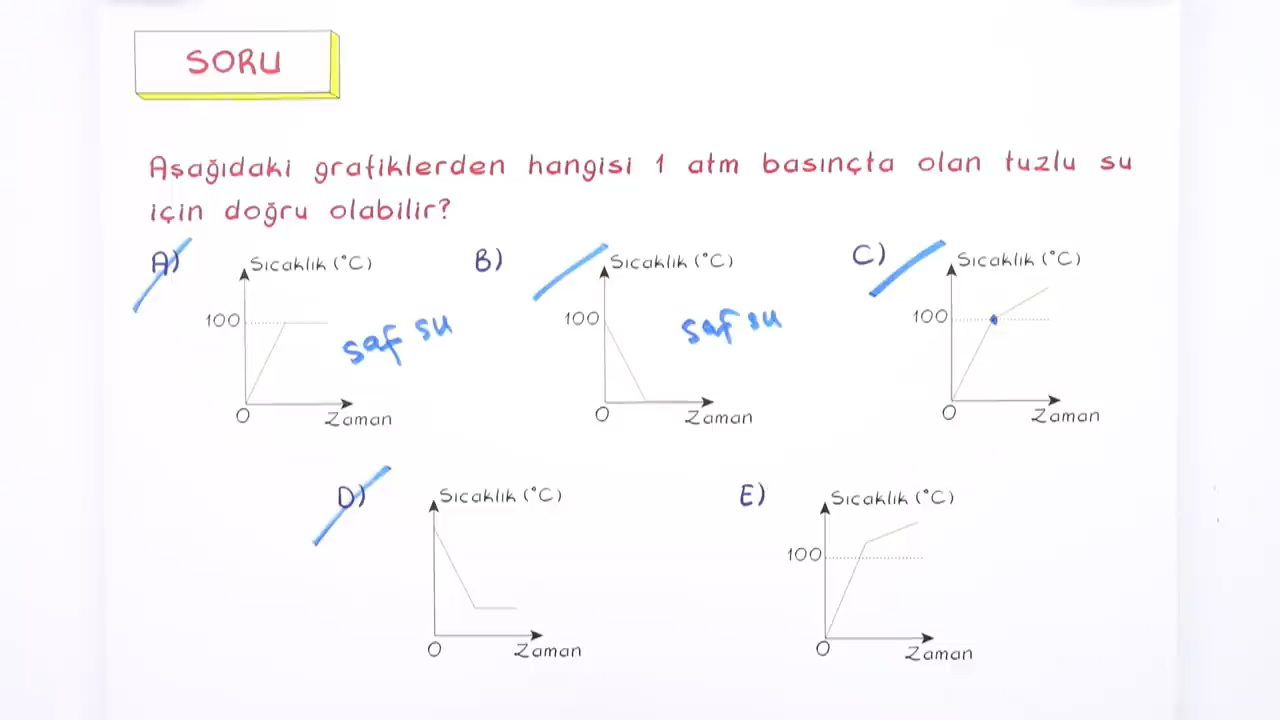 SORU
Aşağıdaki grafiklerden hangisi 1 atm basınçta olan tuzlu su
için doğru olabilir?
A)
Sıcaklık (°C)
100
saf su
0
Zaman
B)
Sıcaklık (°C)
100
saf su
0
Zaman
C)
Sıcaklık (°C)
100
0
Zaman
D)
Sıcaklık (°C)
0
Zaman
E)
Sıcaklık (°C)
100
0
Zaman